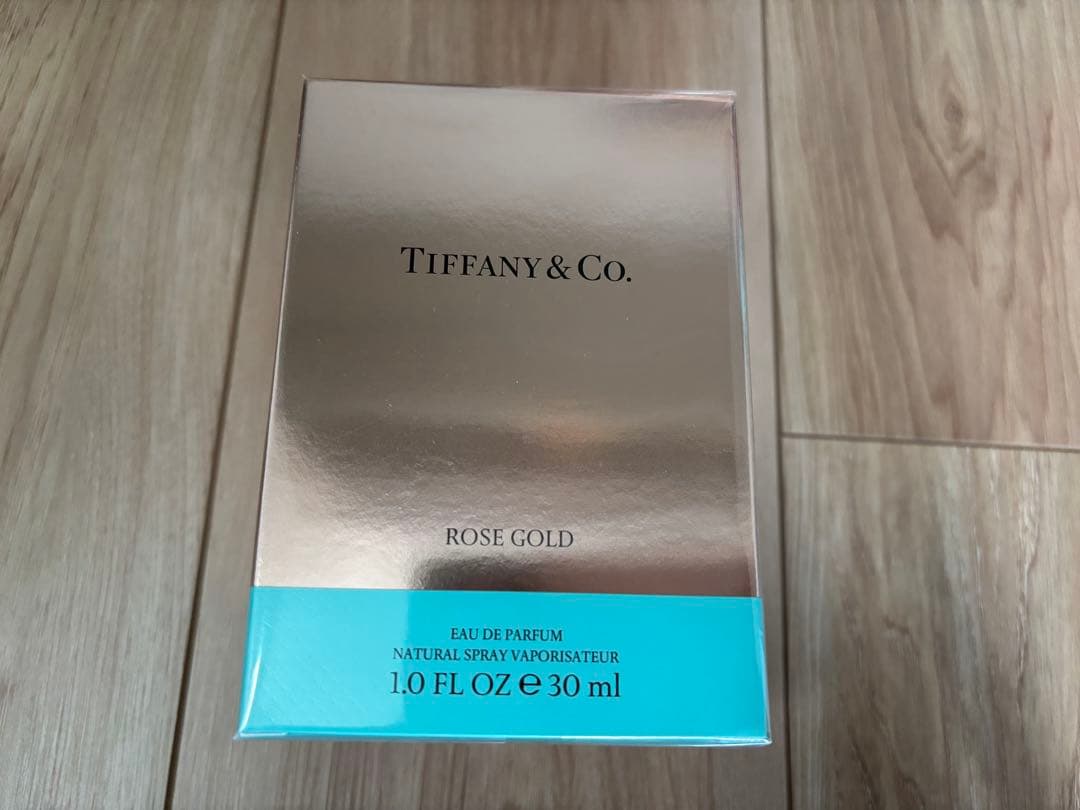 TIFFANY & CO.
ROSE GOLD
EAU DE PARFUM
NATURAL SPRAY VAPORISATEUR
1.0 FL OZ ℮ 30 ml